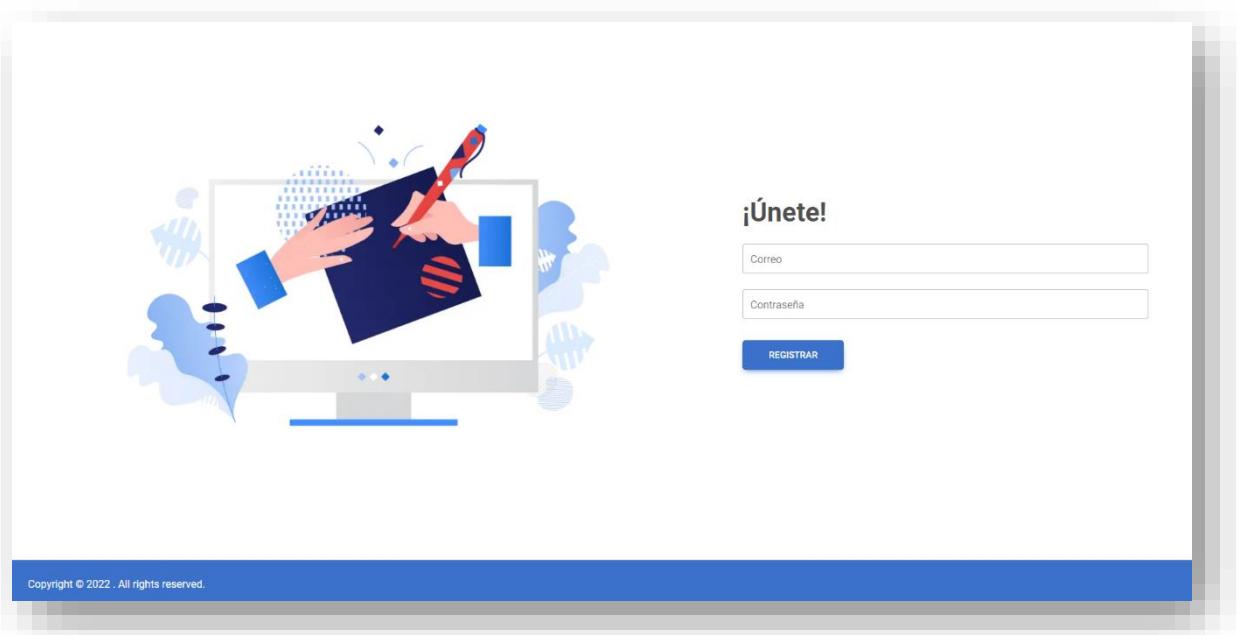 ¡Únete!
Correo
Contraseña
REGISTRAR
Copyright © 2022 . All rights reserved.